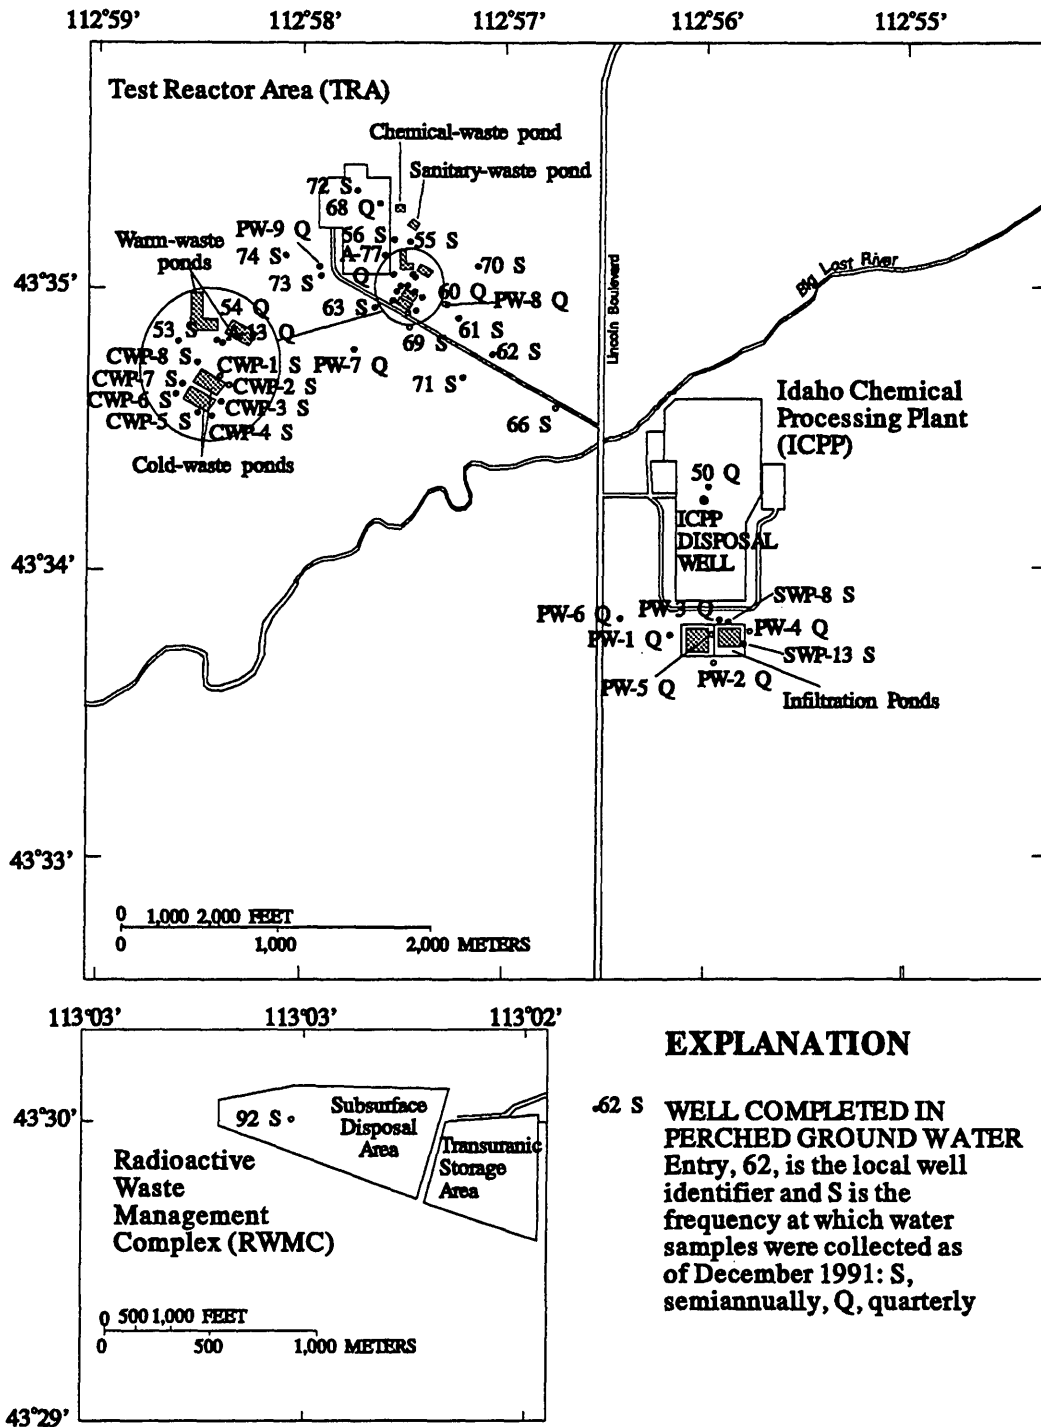 112°59' 112°58' 112°57' 112°56' 112°55'
Test Reactor Area (TRA)
Chemical-waste pond
Sanitary-waste pond
72 S
68 Q
PW-9 Q
56 S
55 S
Warm-waste
ponds
74 S
A-77
Q
70 S
73 S
43°35'
60 Q
PW-8 Q
54 Q
63 S
53 S
A-13 Q
61 S
69 S
62 S
CWP-8 S
CWP-1 S
PW-7 Q
CWP-7 S
CWP-2 S
71 S
CWP-6 S
CWP-3 S
CWP-5 S
CWP-4 S
66 S
Cold-waste ponds
Lincoln Boulevard
Big Lost River
Idaho Chemical
Processing Plant
(ICPP)
50 Q
ICPP
DISPOSAL
WELL
43°34'
SWP-8 S
PW-6 Q
PW-3 Q
PW-1 Q
PW-4 Q
SWP-13 S
PW-5 Q
PW-2 Q
Infiltration Ponds
43°33'
0 1,000 2,000 FEET
0 1,000 2,000 METERS
113°03' 113°03' 113°02'
43°30'
92 S
Subsurface
Disposal
Area
Transuranic
Storage
Area
Radioactive
Waste
Management
Complex (RWMC)
0 500 1,000 FEET
0 500 1,000 METERS
43°29'
EXPLANATION
62 S WELL COMPLETED IN
PERCHED GROUND WATER
Entry, 62, is the local well
identifier and S is the
frequency at which water
samples were collected as
of December 1991: S,
semiannually, Q, quarterly